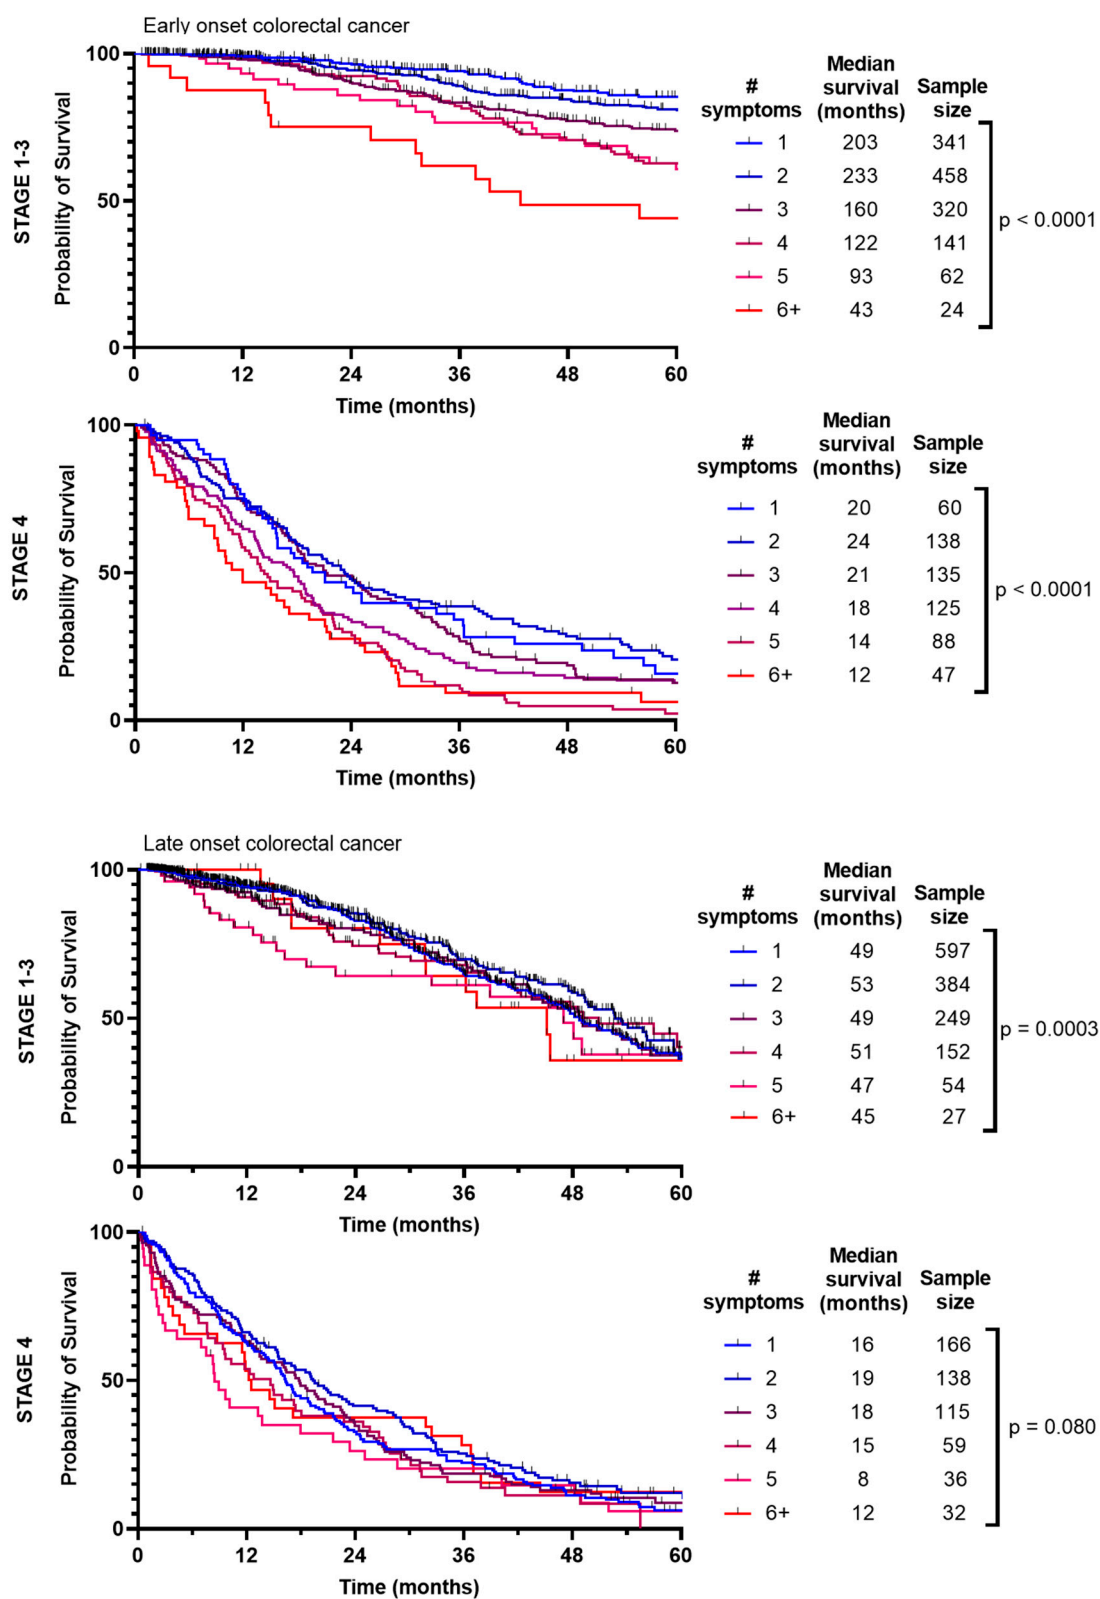 Early onset colorectal cancer
STAGE 1-3
Probability of Survival
100
50
0
0 12 24 36 48 60
Time (months)
# symptoms Median survival (months) Sample size
1 203 341
2 233 458
3 160 320
4 122 141
5 93 62
6+ 43 24
p < 0.0001
STAGE 4
Probability of Survival
100
50
0
0 12 24 36 48 60
Time (months)
# symptoms Median survival (months) Sample size
1 20 60
2 24 138
3 21 135
4 18 125
5 14 88
6+ 12 47
p < 0.0001
Late onset colorectal cancer
STAGE 1-3
Probability of Survival
100
50
0
0 12 24 36 48 60
Time (months)
# symptoms Median survival (months) Sample size
1 49 597
2 53 384
3 49 249
4 51 152
5 47 54
6+ 45 27
p = 0.0003
STAGE 4
Probability of Survival
100
50
0
0 12 24 36 48 60
Time (months)
# symptoms Median survival (months) Sample size
1 16 166
2 19 138
3 18 115
4 15 59
5 8 36
6+ 12 32
p = 0.080